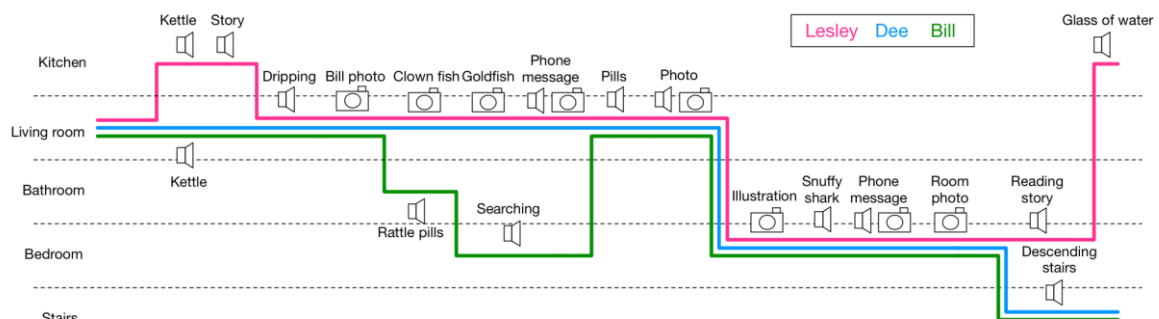 Kettle Story
Glass of water
Lesley Dee Bill
Kitchen
Dripping Bill photo Clown fish Goldfish Phone message Pills Photo
Living room
Kettle
Bathroom
Illustration Snuffy shark Phone message Room photo Reading story
Rattle pills
Searching
Bedroom
Descending stairs
Stairs